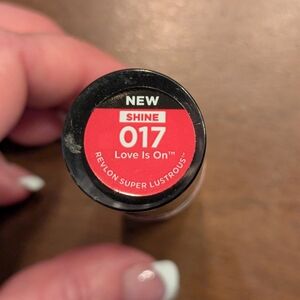 NEW
SHINE
017
Love Is On™
REVLON SUPER LUSTROUS™